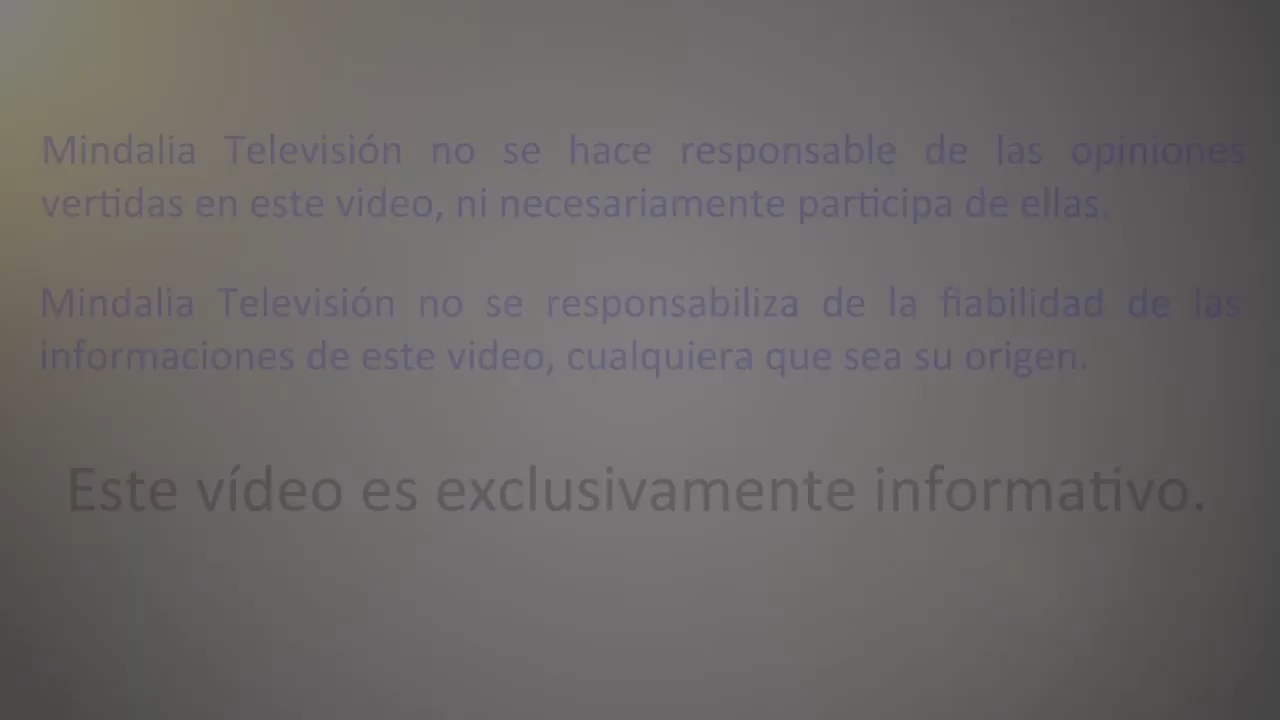 Mindalia Televisión no se hace responsable de las opiniones
vertidas en este video, ni necesariamente participa de ellas.
Mindalia Televisión no se responsabiliza de la fiabilidad de las
informaciones de este video, cualquiera que sea su origen.
Este vídeo es exclusivamente informativo.